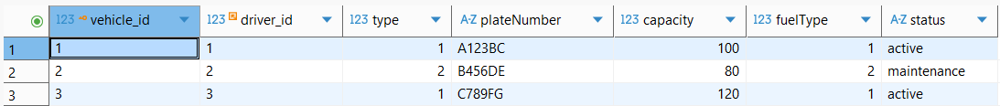 123 vehicle_id 123 driver_id 123 type A-Z plateNumber 123 capacity 123 fuelType A-Z status
1 1 1 1 A123BC 100 1 active
2 2 2 2 B456DE 80 2 maintenance
3 3 3 1 C789FG 120 1 active